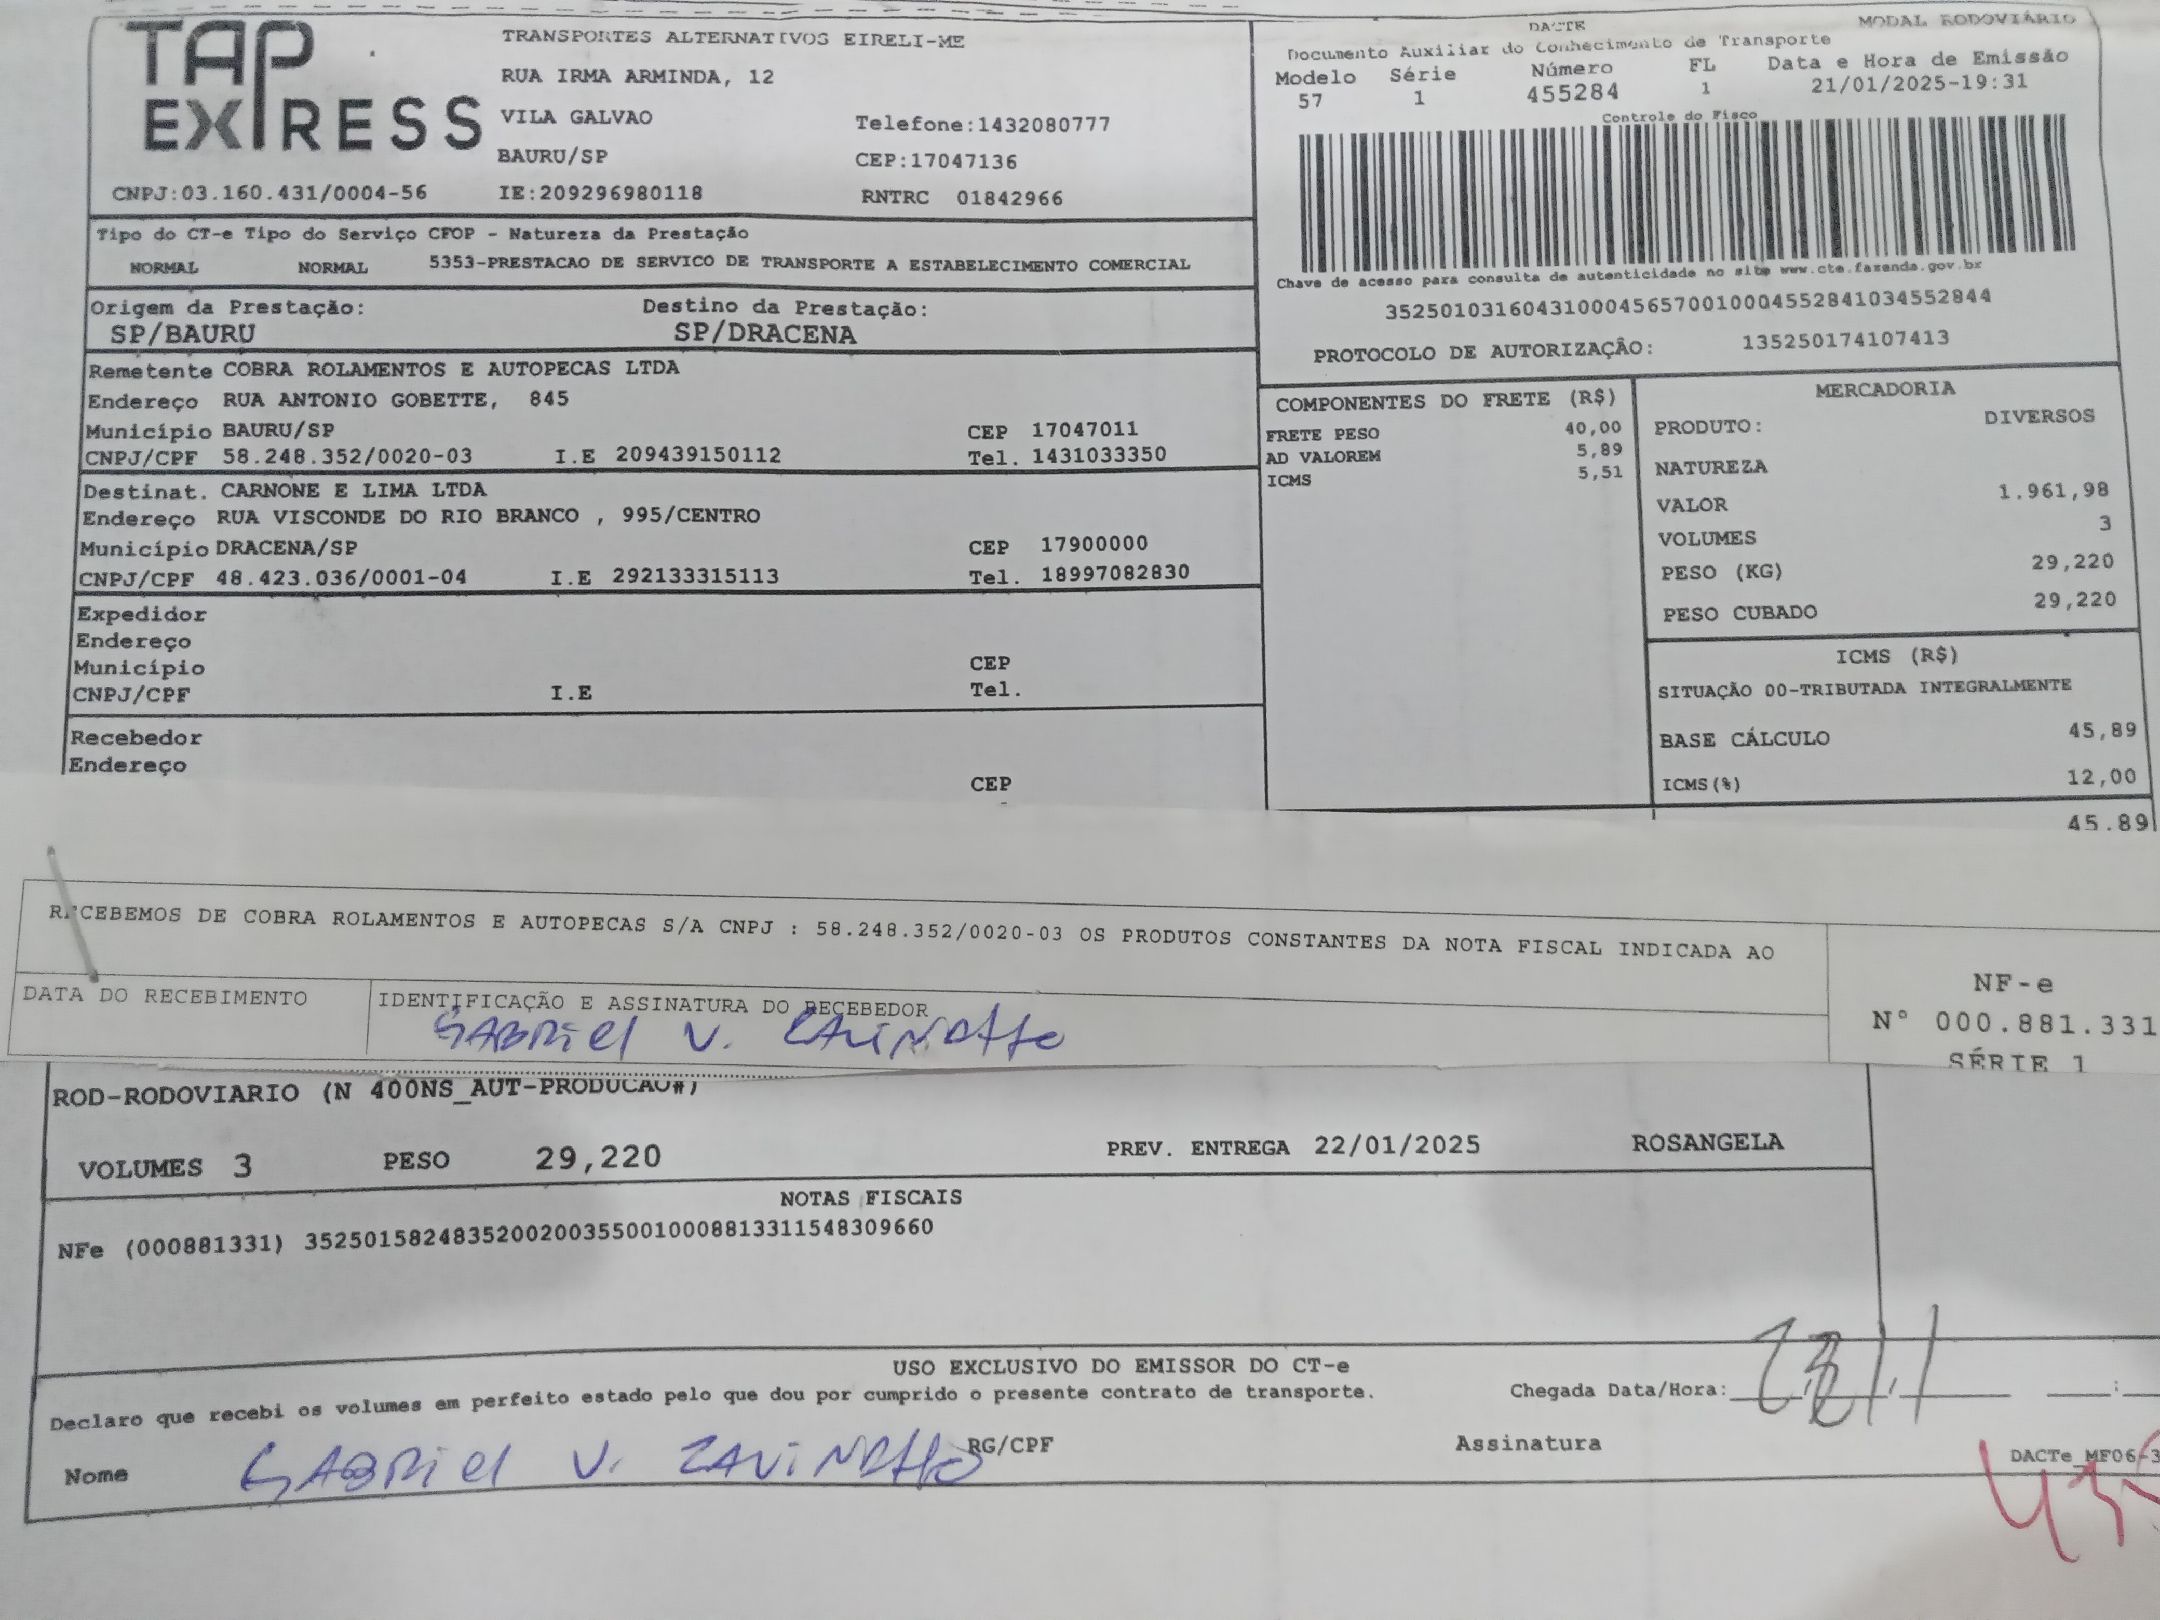 TAP EXPRESS
TRANSPORTES ALTERNATIVOS EIRELI-ME
RUA IRMA ARMINDA, 12
VILA GALVAO Telefone:1432080777
BAURU/SP CEP:17047136
CNPJ:03.160.431/0004-56 IE:209296980118 RNTRC 01842966
DACTE MODAL RODOVIÁRIO
Documento Auxiliar do Conhecimento de Transporte
Modelo Série Número FL Data e Hora de Emissão
57 1 455284 1 21/01/2025-19:31
Controle do Fisco
Chave de acesso para consulta de autenticidade no site www.cte.fazenda.gov.br
35250103160431000456570010004552841034552844
PROTOCOLO DE AUTORIZAÇÃO: 135250174107413
Tipo do CT-e Tipo do Serviço CFOP - Natureza da Prestação
NORMAL NORMAL 5353-PRESTACAO DE SERVICO DE TRANSPORTE A ESTABELECIMENTO COMERCIAL
Origem da Prestação: Destino da Prestação:
SP/BAURU SP/DRACENA
Remetente COBRA ROLAMENTOS E AUTOPECAS LTDA
Endereço RUA ANTONIO GOBETTE, 845
Município BAURU/SP CEP 17047011
CNPJ/CPF 58.248.352/0020-03 I.E 209439150112 Tel. 1431033350
Destinat. CARNONE E LIMA LTDA
Endereço RUA VISCONDE DO RIO BRANCO , 995/CENTRO
Município DRACENA/SP CEP 17900000
CNPJ/CPF 48.423.036/0001-04 I.E 292133315113 Tel. 18997082830
Expedidor
Endereço
Município CEP
CNPJ/CPF I.E Tel.
Recebedor
Endereço
CEP
COMPONENTES DO FRETE (R$)
FRETE PESO 40,00
AD VALOREM 5,89
ICMS 5,51
MERCADORIA
PRODUTO: DIVERSOS
NATUREZA
VALOR 1.961,98
VOLUMES 3
PESO (KG) 29,220
PESO CUBADO 29,220
ICMS (R$)
SITUAÇÃO 00-TRIBUTADA INTEGRALMENTE
BASE CÁLCULO 45,89
ICMS(%) 12,00
45.89
RECEBEMOS DE COBRA ROLAMENTOS E AUTOPECAS S/A CNPJ : 58.248.352/0020-03 OS PRODUTOS CONSTANTES DA NOTA FISCAL INDICADA AO
DATA DO RECEBIMENTO IDENTIFICAÇÃO E ASSINATURA DO RECEBEDOR
GABRIEl V. ZAVINATTO
NF-e
N° 000.881.331
SÉRIE 1
ROD-RODOVIARIO (N 400NS_AUT-PRODUCAO#)
VOLUMES 3 PESO 29,220 PREV. ENTREGA 22/01/2025 ROSANGELA
NOTAS FISCAIS
NFe (000881331) 35250158248352002003550010008813311548309660
USO EXCLUSIVO DO EMISSOR DO CT-e
Declaro que recebi os volumes em perfeito estado pelo que dou por cumprido o presente contrato de transporte. Chegada Data/Hora:
Nome GABRIEl V. ZAVINATTO RG/CPF Assinatura
DACTe_MF06-3